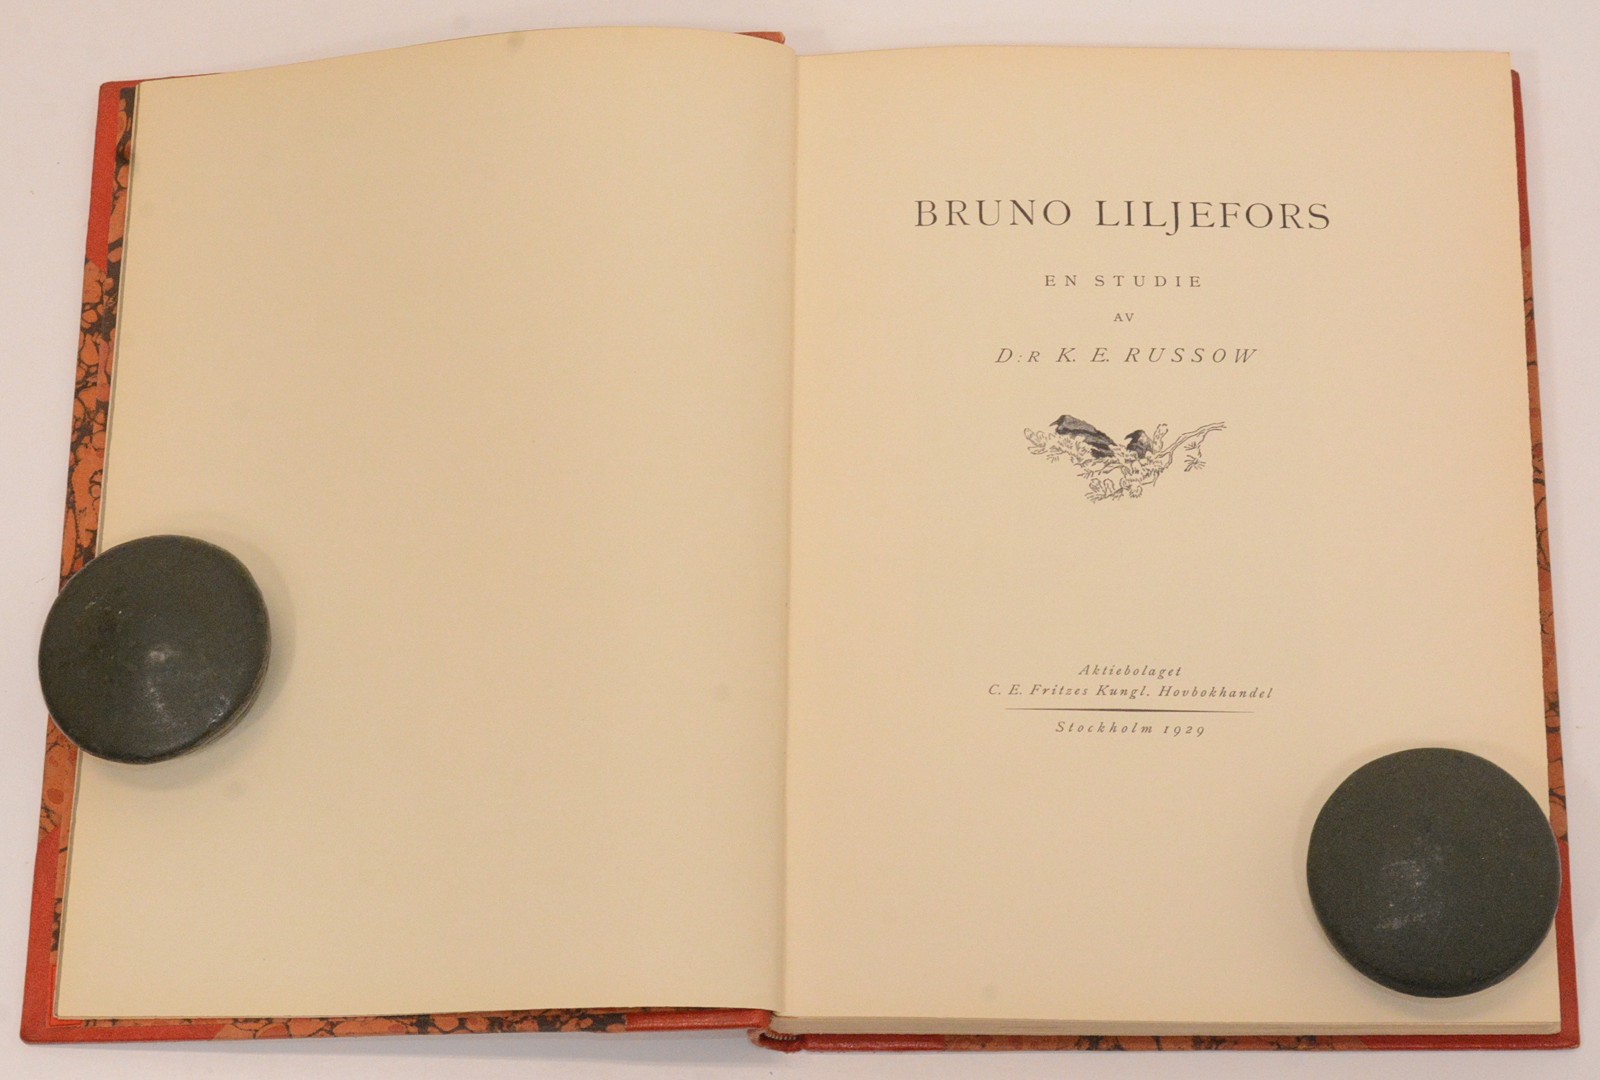 BRUNO LILJEFORS
EN STUDIE
AV
D:R K. E. RUSSOW
Aktiebolaget
C. E. Fritzes Kungl. Hovbokhandel
Stockholm 1929